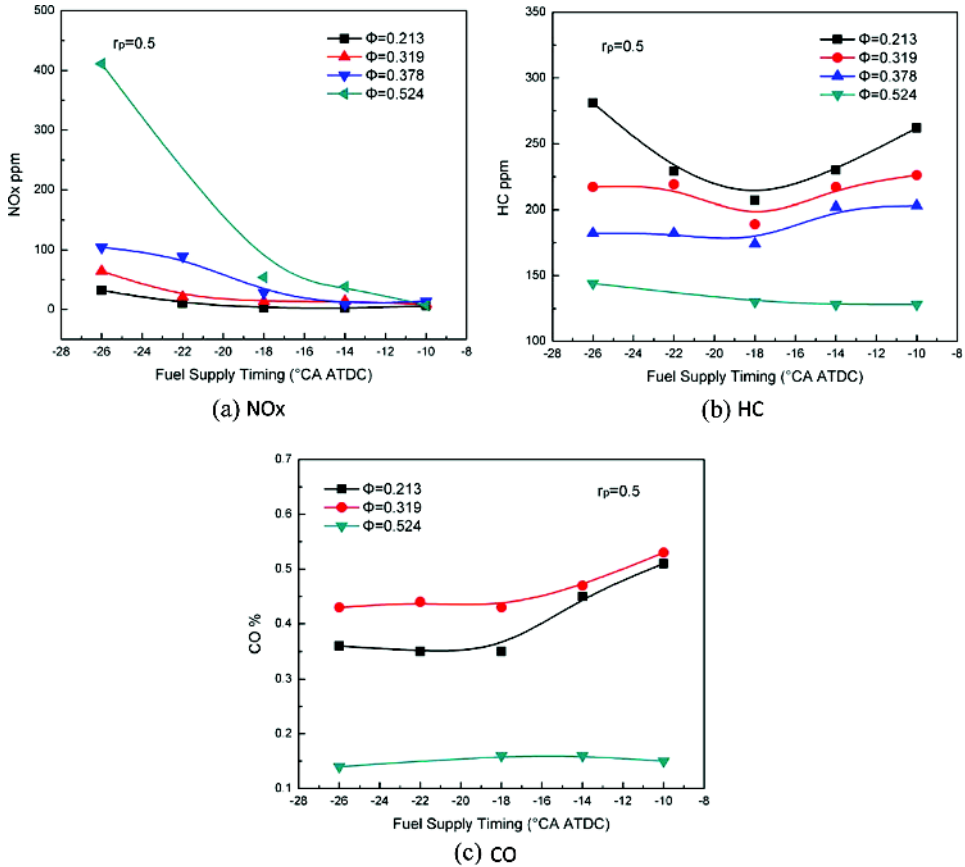 500
400
300
200
100
0
NOx ppm
rp=0.5
Φ=0.213
Φ=0.319
Φ=0.378
Φ=0.524
-28 -26 -24 -22 -20 -18 -16 -14 -12 -10 -8
Fuel Supply Timing (°CA ATDC)
(a) NOx
350
300
250
200
150
100
HC ppm
rp=0.5
Φ=0.213
Φ=0.319
Φ=0.378
Φ=0.524
-28 -26 -24 -22 -20 -18 -16 -14 -12 -10 -8
Fuel Supply Timing (°CA ATDC)
(b) HC
0.7
0.6
0.5
0.4
0.3
0.2
0.1
CO %
Φ=0.213
Φ=0.319
Φ=0.524
rp=0.5
-28 -26 -24 -22 -20 -18 -16 -14 -12 -10 -8
Fuel Supply Timing (°CA ATDC)
(c) CO